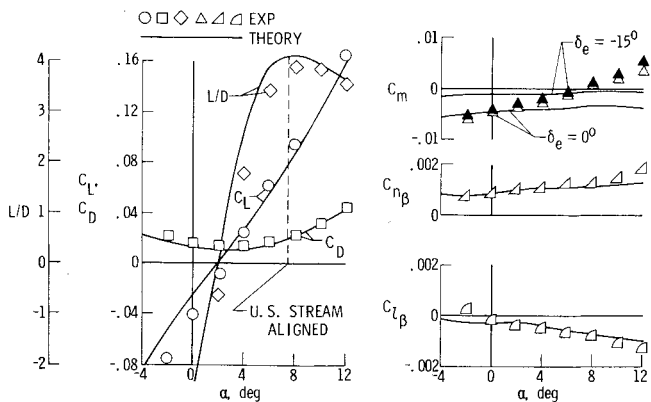 EXP
THEORY
4
3
2
1
0
-1
-2
L/D
.16
.12
.08
.04
0
-.04
-.08
C_L,
C_D
L/D
C_L
C_D
U.S. STREAM
ALIGNED
-4 0 4 8 12
α, deg
.01
0
-.01
C_m
δ_e = -15°
δ_e = 0°
.002
0
C_nβ
.002
0
-.002
C_lβ
-4 0 4 8 12
α, deg